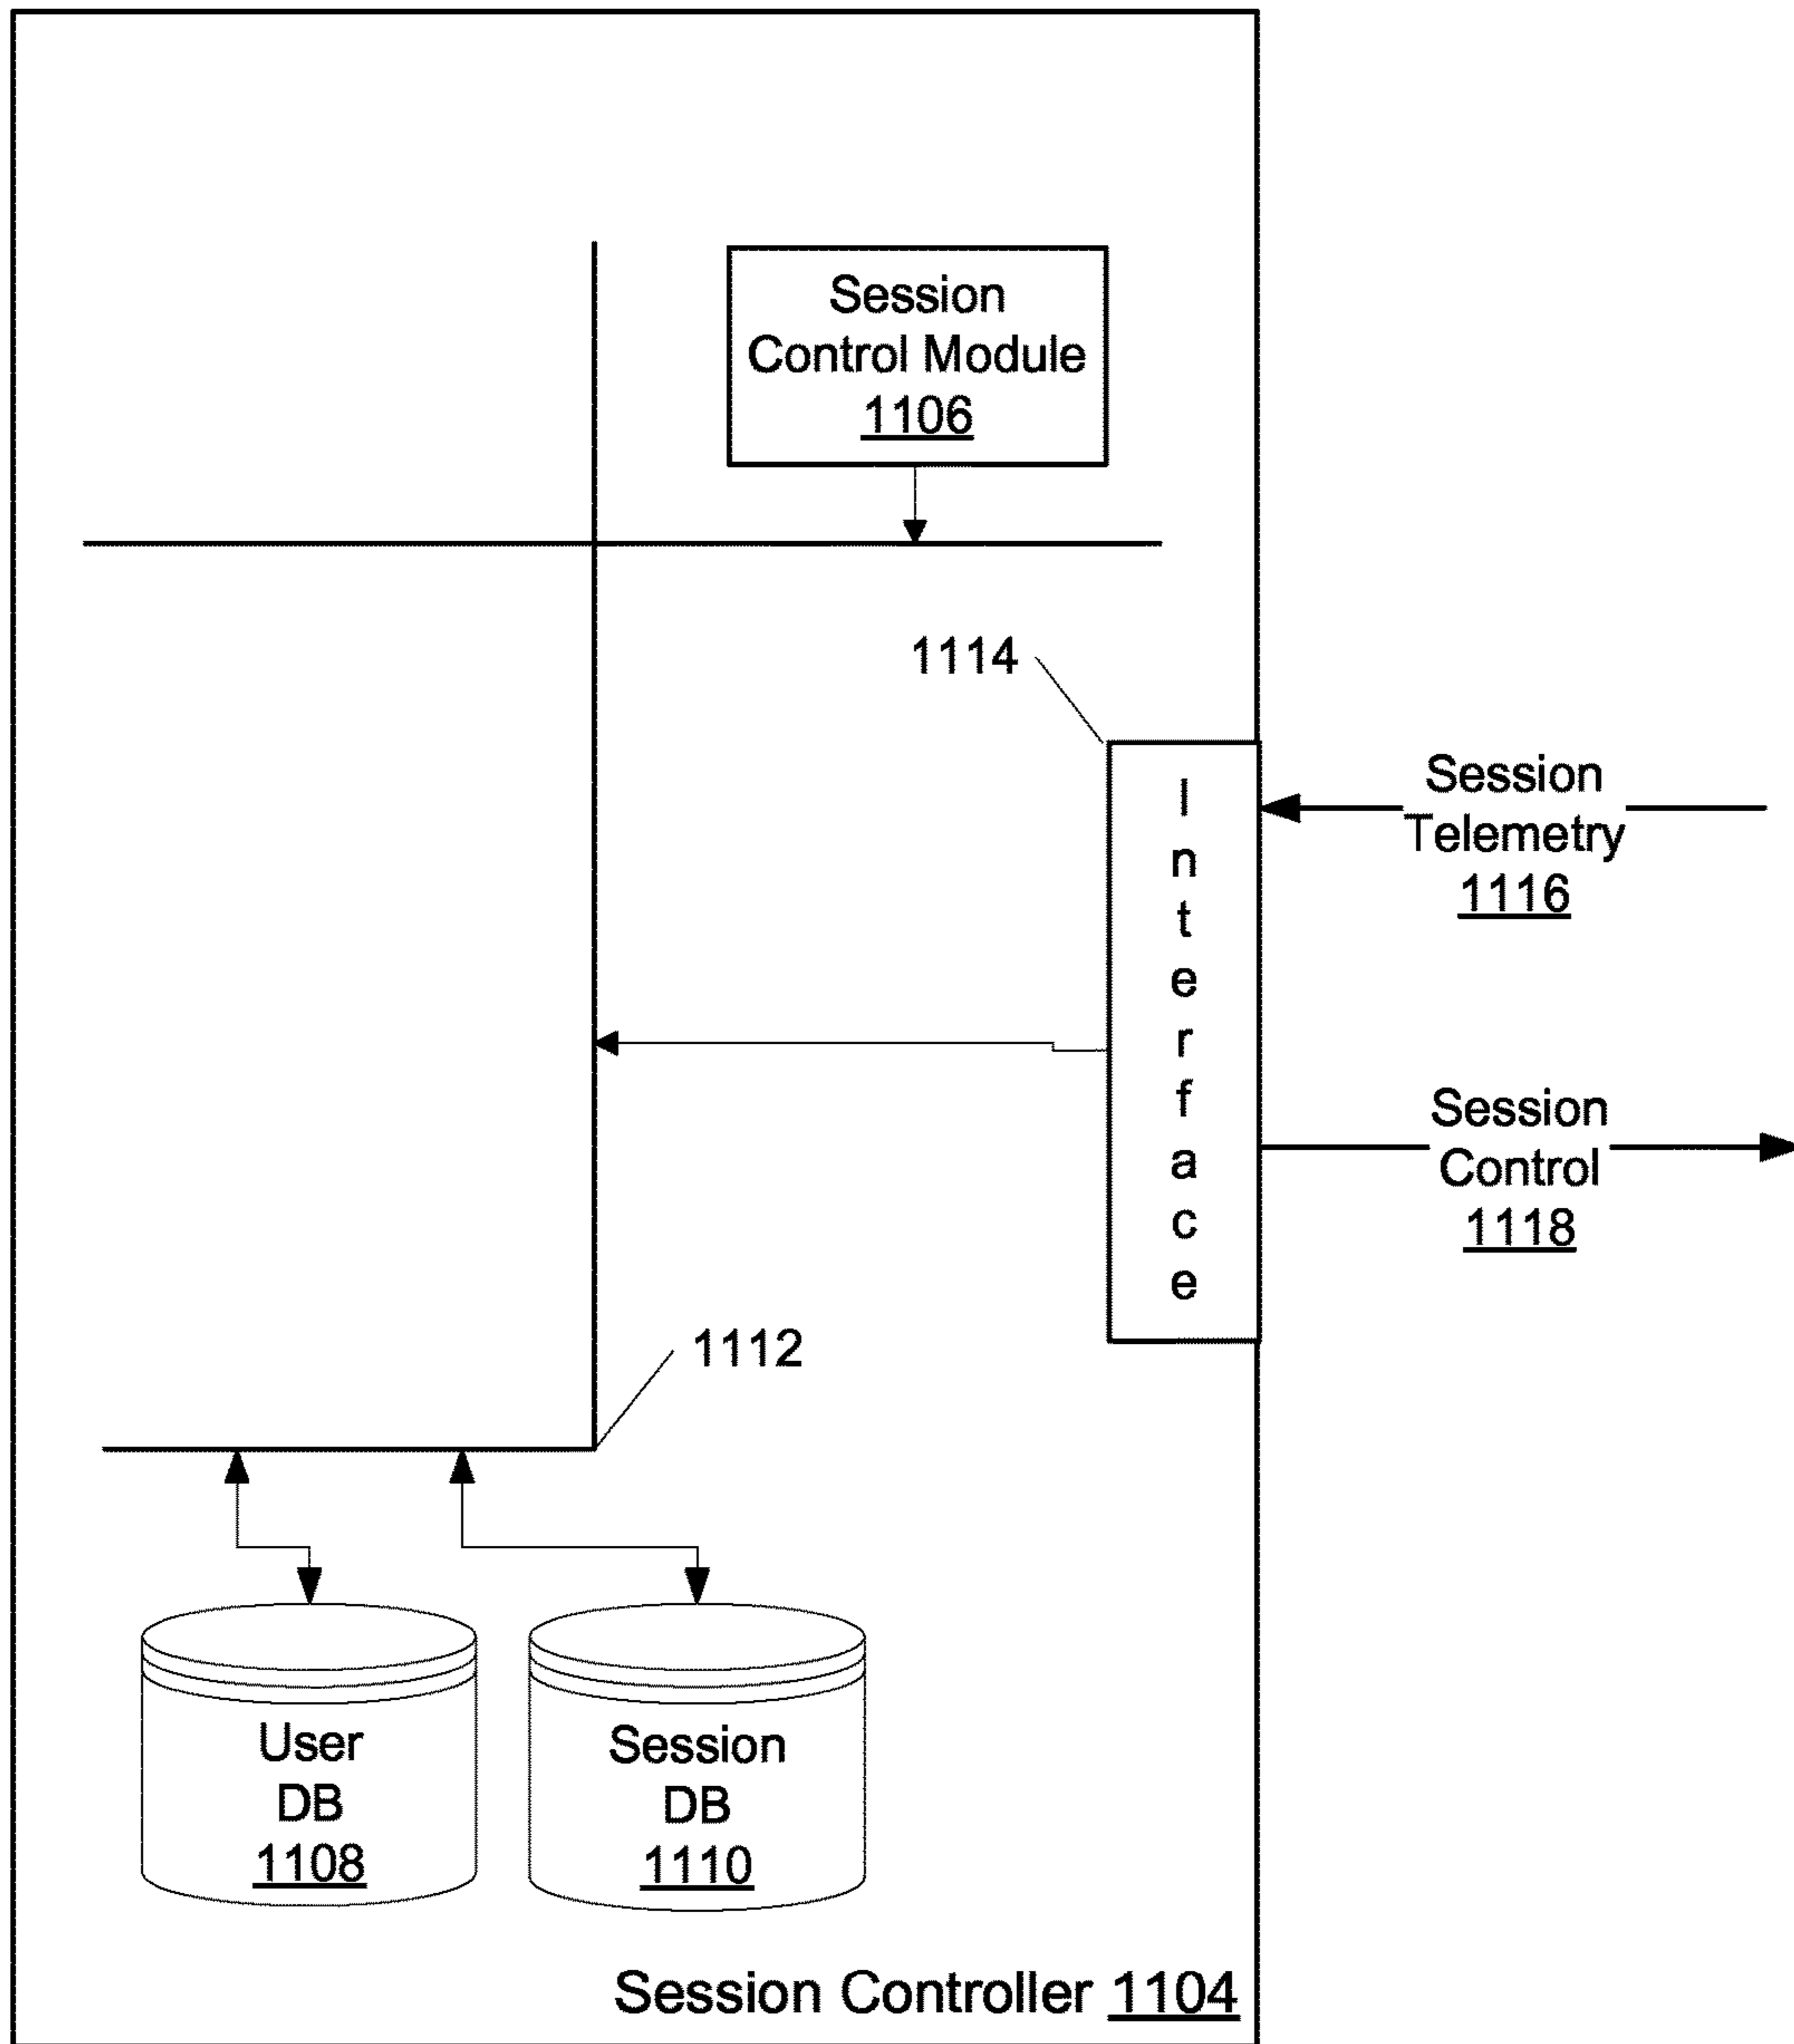 Session
Control Module
1106
1114
Session
Telemetry
1116
Interface
Session
Control
1118
1112
User
DB
1108
Session
DB
1110
Session Controller 1104